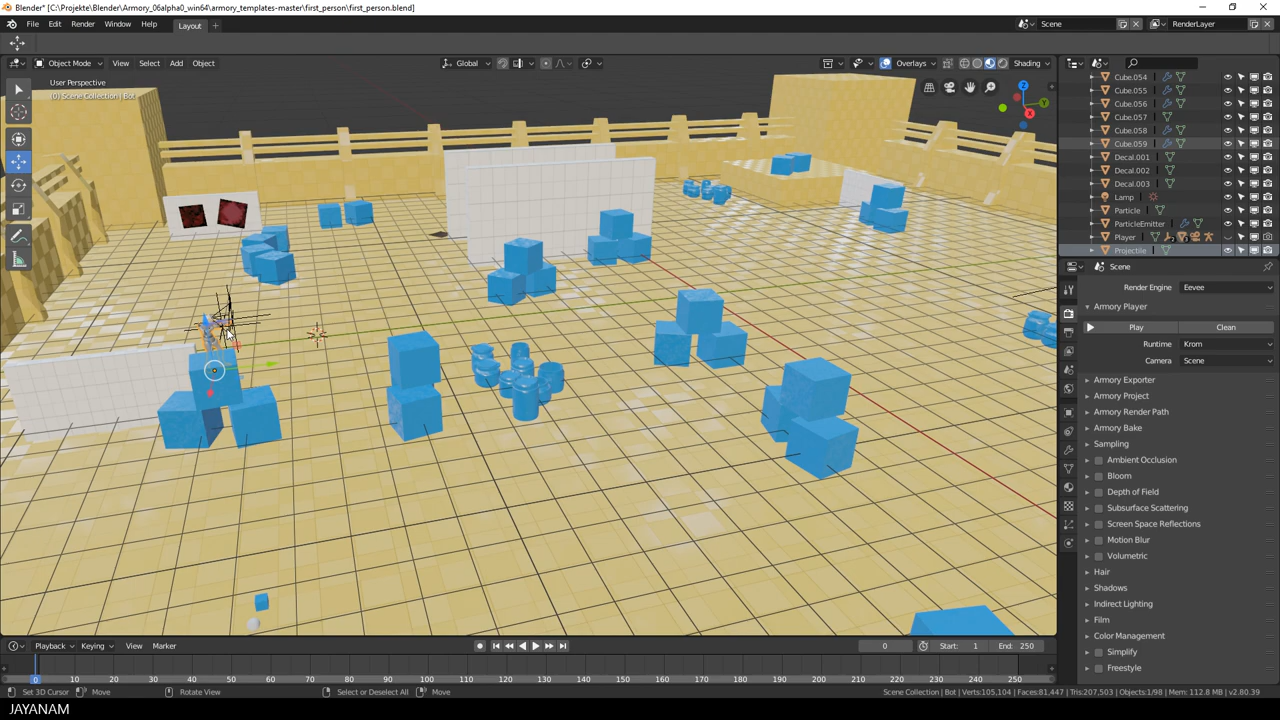 Blender* [C:\Projekte\Blender\Armory_06alpha0_win64\armory_templates-master\first_person\first_person.blend]
File Edit Render Window Help Layout + Scene RenderLayer
Object Mode View Select Add Object Global Overlays Shading
User Perspective
(0) Scene Collection | Bot
Z
Y
X
Cube.054
Cube.055
Cube.056
Cube.057
Cube.058
Cube.059
Decal.001
Decal.002
Decal.003
Lamp
Particle
ParticleEmitter
Player
Projectile
Scene
Render Engine Eevee
Armory Player
Play Clean
Runtime Krom
Camera Scene
Armory Exporter
Armory Project
Armory Render Path
Armory Bake
Sampling
Ambient Occlusion
Bloom
Depth of Field
Subsurface Scattering
Screen Space Reflections
Motion Blur
Volumetric
Hair
Shadows
Indirect Lighting
Film
Color Management
Simplify
Freestyle
Playback Keying View Marker 0 Start: 1 End: 250
0 10 20 30 40 50 60 70 80 90 100 110 120 130 140 150 160 170 180 190 200 210 220 230 240 250
Set 3D Cursor Move Rotate View Select or Deselect All Move Scene Collection | Bot | Verts:105,104 | Faces:81,447 | Tris:207,503 | Objects:1/98 | Mem: 112.8 MB | v2.80.39
JAYANAM